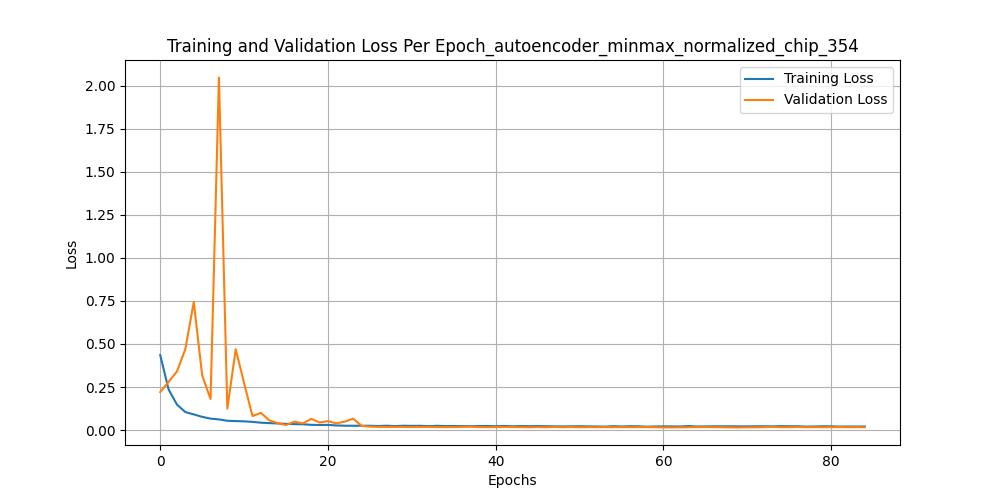 Training and Validation Loss Per Epoch_autoencoder_minmax_normalized_chip_354
Training Loss
Validation Loss
2.00
1.75
1.50
1.25
1.00
0.75
0.50
0.25
0.00
Loss
0 20 40 60 80
Epochs